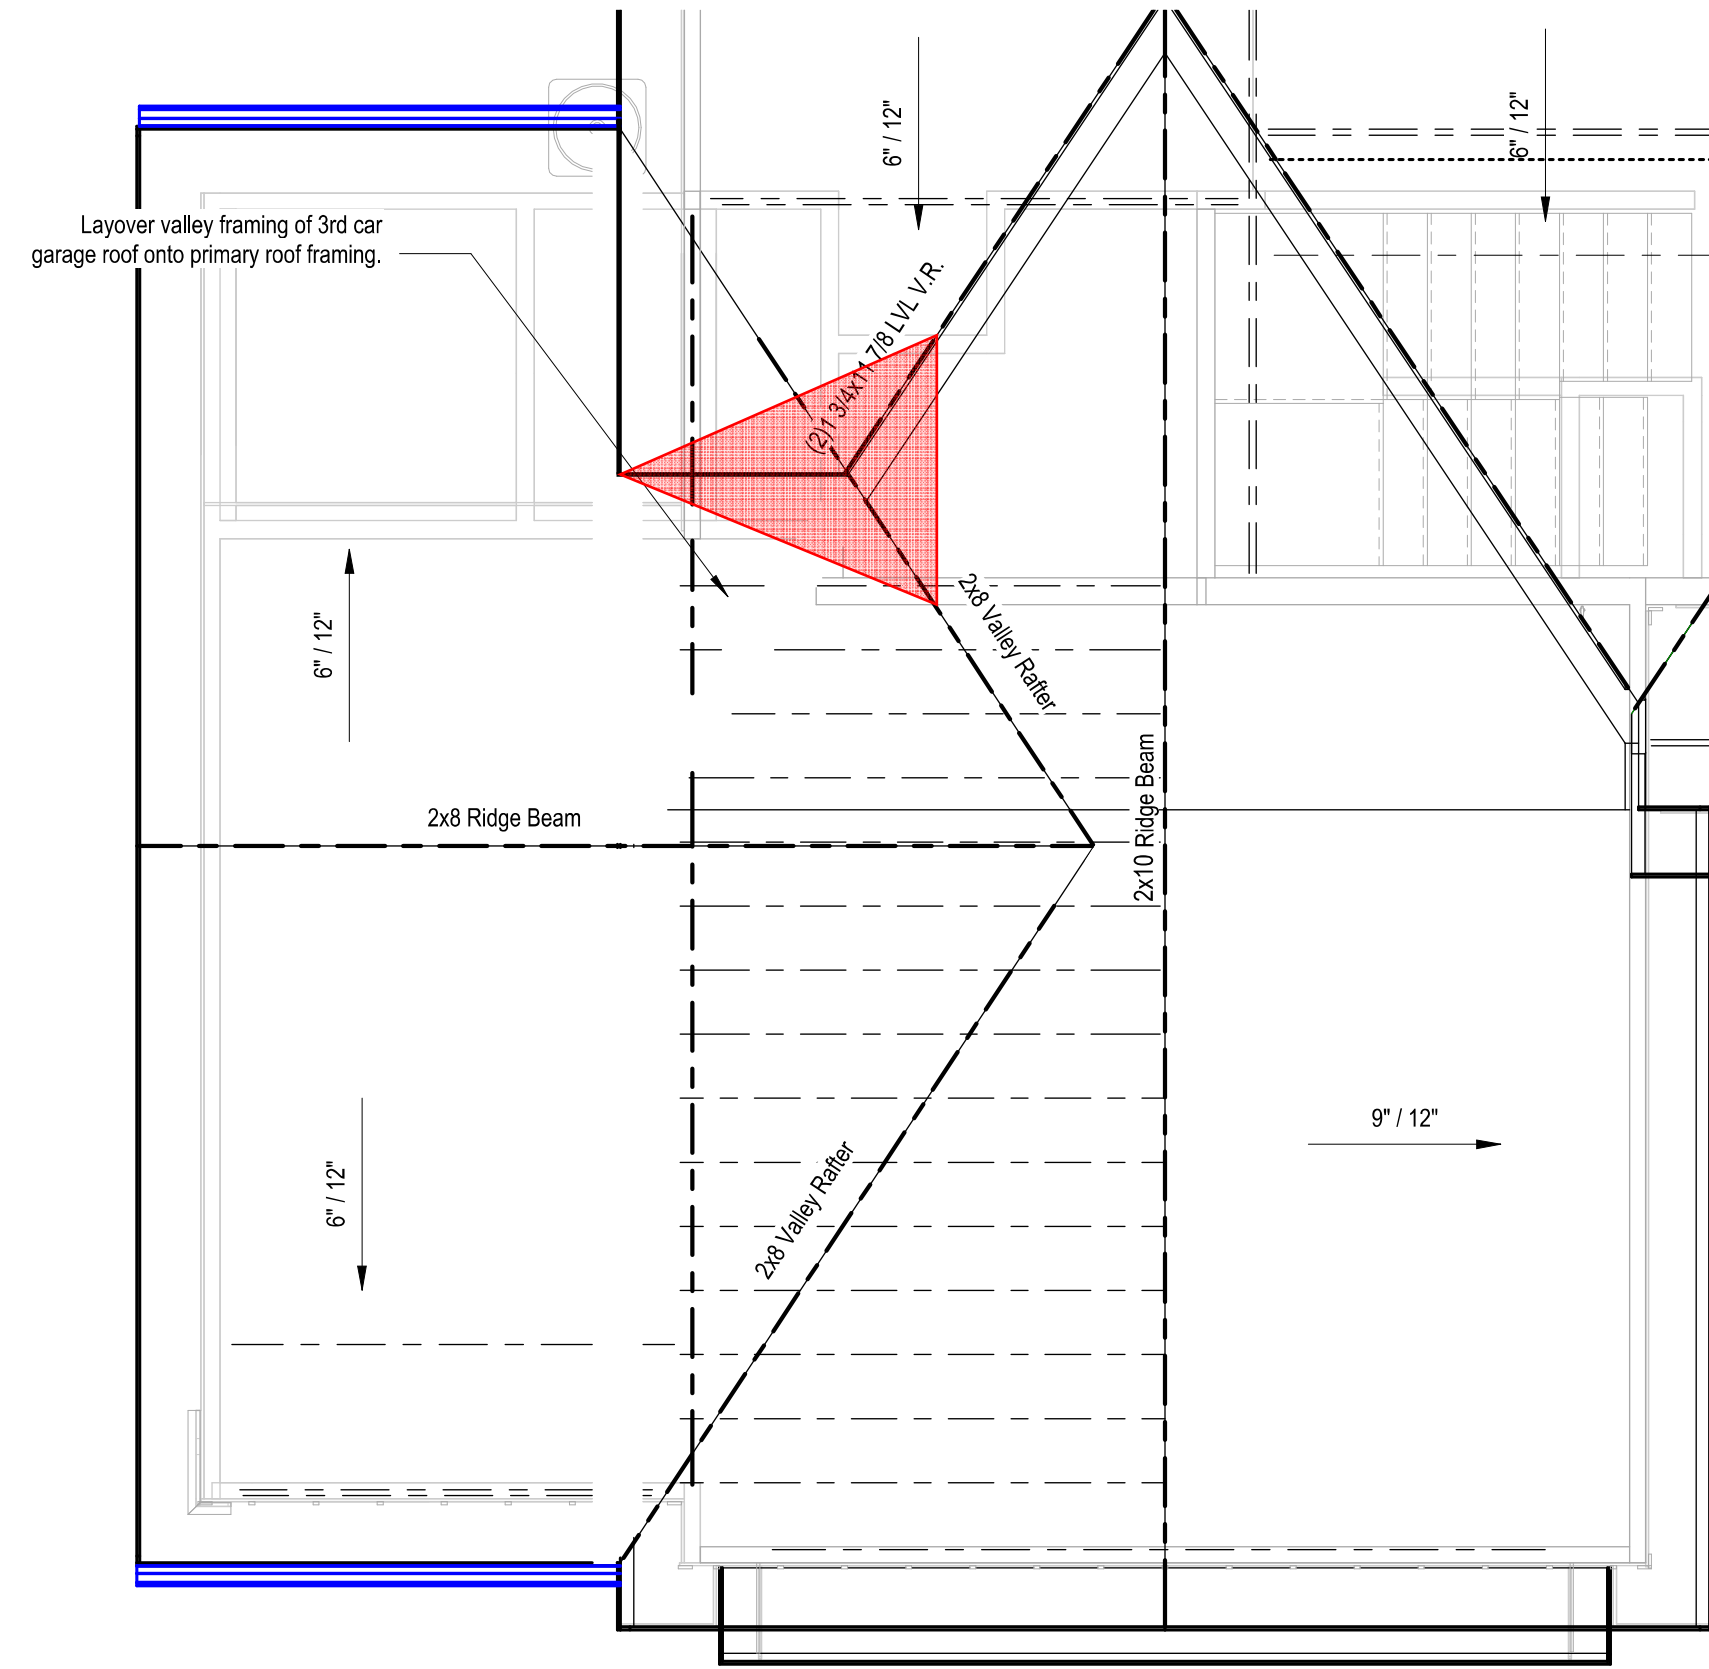 6" / 12"
6" / 12"
Layover valley framing of 3rd car
garage roof onto primary roof framing.
(2)1 3/4x11 7/8 LVL V.R.
2x8 Valley Rafter
6" / 12"
2x8 Ridge Beam
2x10 Ridge Beam
9" / 12"
6" / 12"
2x8 Valley Rafter